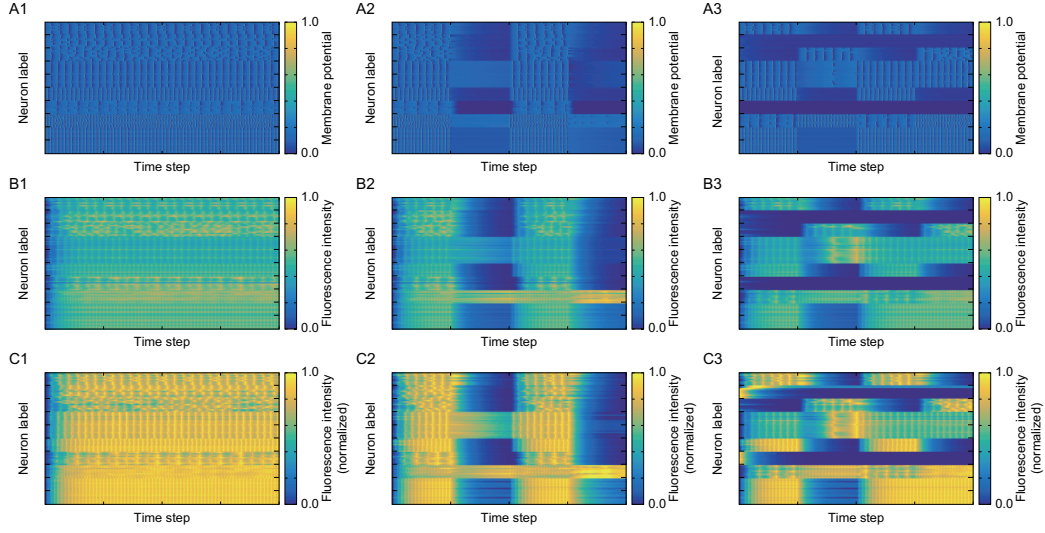 A1
Neuron label
Time step
1.0
0.0
Membrane potential
A2
Neuron label
Time step
1.0
0.0
Membrane potential
A3
Neuron label
Time step
1.0
0.0
Membrane potential
B1
Neuron label
Time step
1.0
0.0
Fluorescence intensity
B2
Neuron label
Time step
1.0
0.0
Fluorescence intensity
B3
Neuron label
Time step
1.0
0.0
Fluorescence intensity
C1
Neuron label
Time step
1.0
0.0
Fluorescence intensity
(normalized)
C2
Neuron label
Time step
1.0
0.0
Fluorescence intensity
(normalized)
C3
Neuron label
Time step
1.0
0.0
Fluorescence intensity
(normalized)